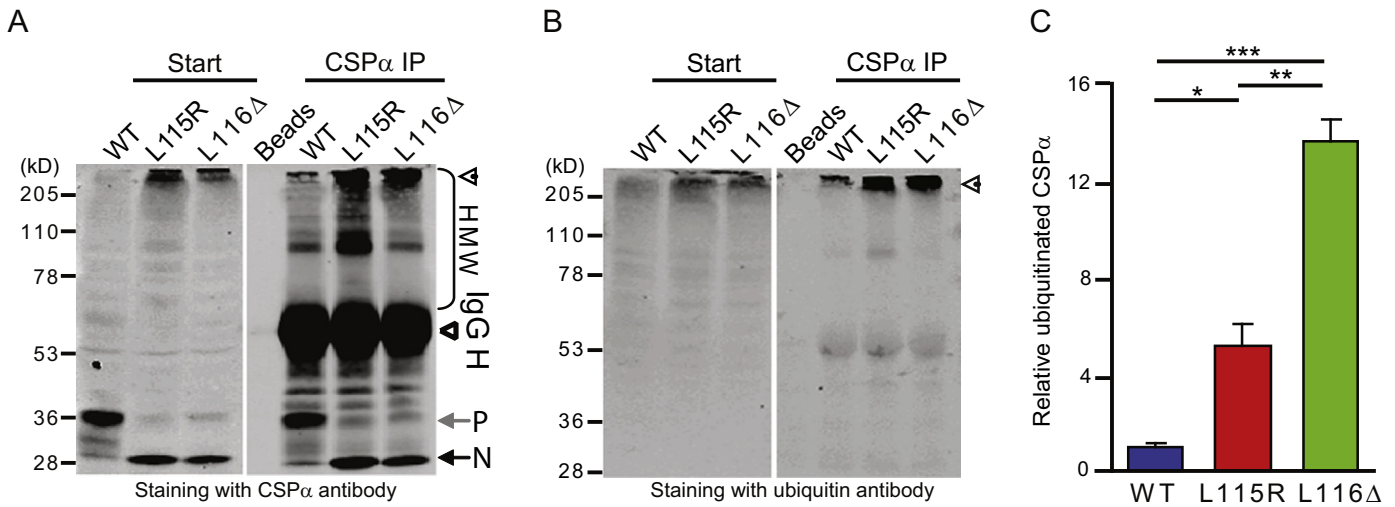 A
Start
CSPα IP
WT
L115R
L116Δ
Beads
WT
L115R
L116Δ
(kD)
205
110
78
53
36
28
HMW
IgG H
P
N
Staining with CSPα antibody
B
Start
CSPα IP
WT
L115R
L116Δ
Beads
WT
L115R
L116Δ
(kD)
205
110
78
53
36
28
Staining with ubiquitin antibody
C
Relative ubiquitinated CSPα
16
12
8
4
0
***
*
**
WT
L115R
L116Δ